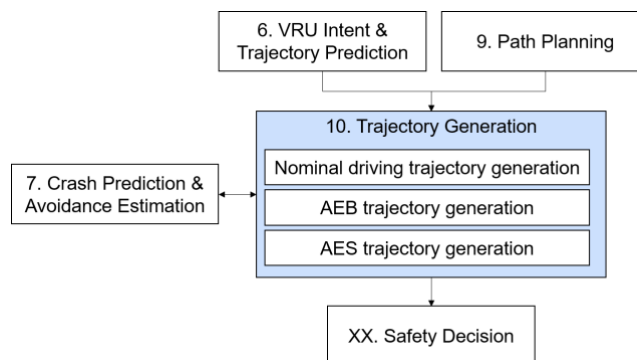 6. VRU Intent &
Trajectory Prediction
9. Path Planning
10. Trajectory Generation
Nominal driving trajectory generation
7. Crash Prediction &
Avoidance Estimation
AEB trajectory generation
AES trajectory generation
XX. Safety Decision